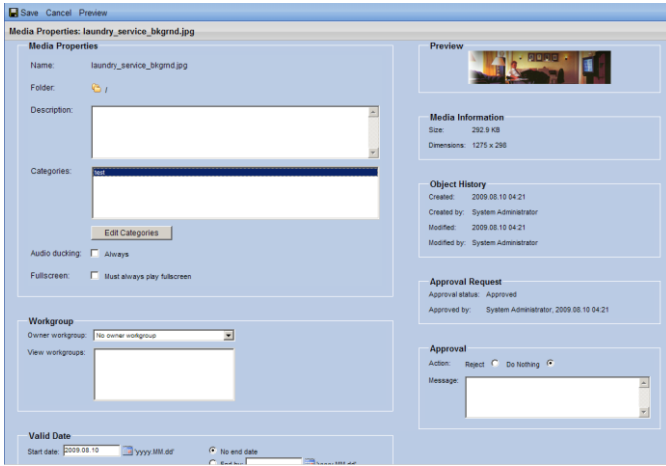 Save Cancel Preview
Media Properties: laundry_service_bkgrnd.jpg
Media Properties
Name: laundry_service_bkgrnd.jpg
Folder: /
Description:
Categories: test
Edit Categories
Audio ducking: Always
Fullscreen: Must always play fullscreen
Workgroup
Owner workgroup: No owner workgroup
View workgroups:
Valid Date
Start date: 2009.08.10 'yyyy.MM.dd' No end date
End by: 'yyyy.MM.dd'
Preview
Media Information
Size: 292.9 KB
Dimensions: 1275 x 298
Object History
Created: 2009.08.10 04:21
Created by: System Administrator
Modified: 2009.08.10 04:21
Modified by: System Administrator
Approval Request
Approval status: Approved
Approved by: System Administrator, 2009.08.10 04:21
Approval
Action: Reject Do Nothing
Message: